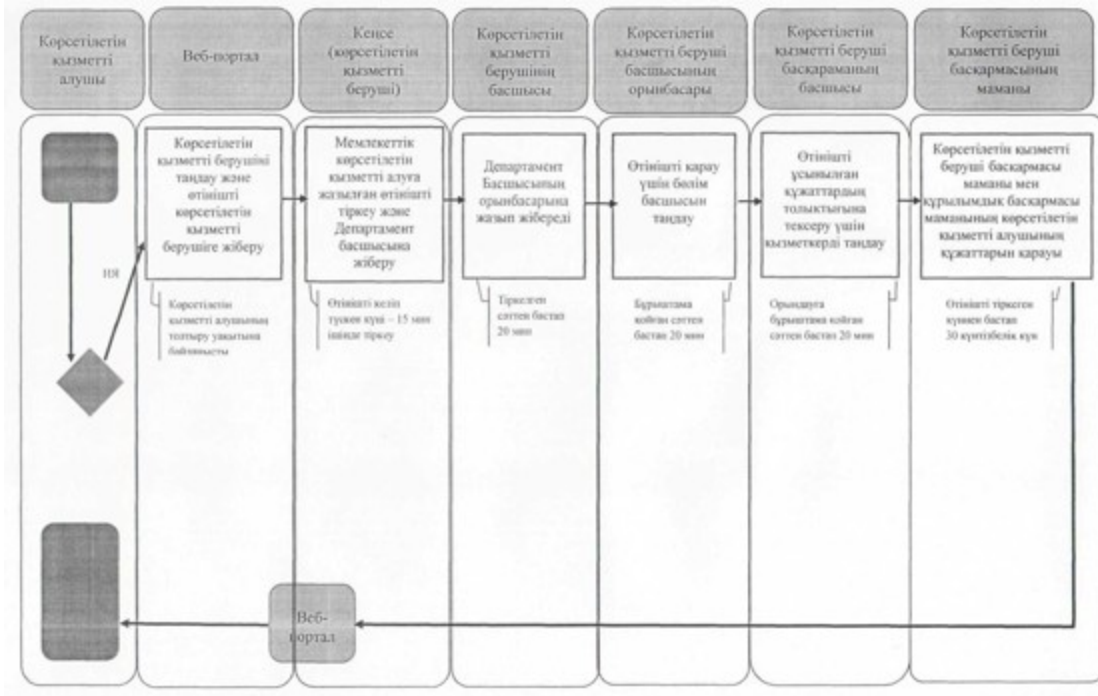 Көрсетілетін
қызметті
алушы
Веб-портал
Кеңсе
(көрсетілетін
қызметті
беруші)
Көрсетілетін
қызметті
берушінің
басшысы
Көрсетілетін
қызметті беруші
басшысының
орынбасары
Көрсетілетін
қызметті беруші
басқараманың
басшысы
Көрсетілетін
қызметті беруші
басқармасының
маманы
Көрсетілетін
қызметті берушіні
таңдау және
өтінішті
көрсетілетін
қызметті
берушіге жіберу
Мемлекеттік
көрсетілетін
қызметті алуға
жазылған өтінішті
тіркеу және
Департамент
басшысына
жіберу
Департамент
Басшысының
орынбасарына
жазып жібереді
Өтінішті қарау
үшін бөлім
басшысын
таңдау
Өтінішті
ұсынылған
құжаттардың
толықтығына
тексеру үшін
қызметкерді таңдау
Көрсетілетін қызметті
беруші басқармасы
маманы мен
құрылымдық басқармасы
маманының көрсетілетін
қызметті алушының
құжаттарын қарауы
ия
Көрсетілетін
қызметті алушының
толтыру уақытына
байланысты
Өтінішті келіп
түскен күні – 15 мин
ішінде тіркеу
Тіркелген
сәттен бастап
20 мин
Бұрыштама
қойған сәттен
бастап 20 мин
Орындауға
бұрыштама қойған
сәттен бастап 20 мин
Өтінішті тіркеген
күннен бастап
30 күнтізбелік күн
Веб-
портал